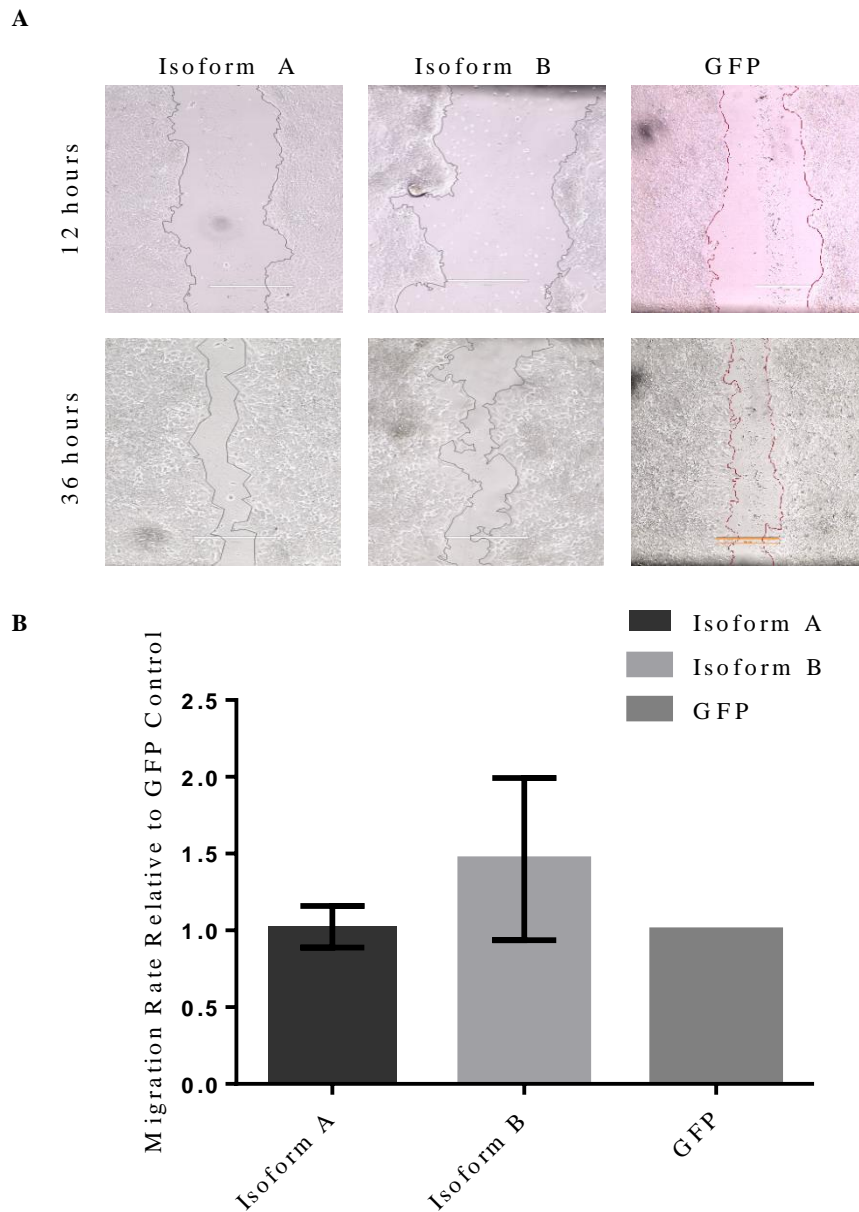 A
Isoform A
Isoform B
GFP
12 hours
36 hours
B
Isoform A
Isoform B
GFP
Migration Rate Relative to GFP Control
2.5
2.0
1.5
1.0
0.5
0.0
Isoform A
Isoform B
GFP